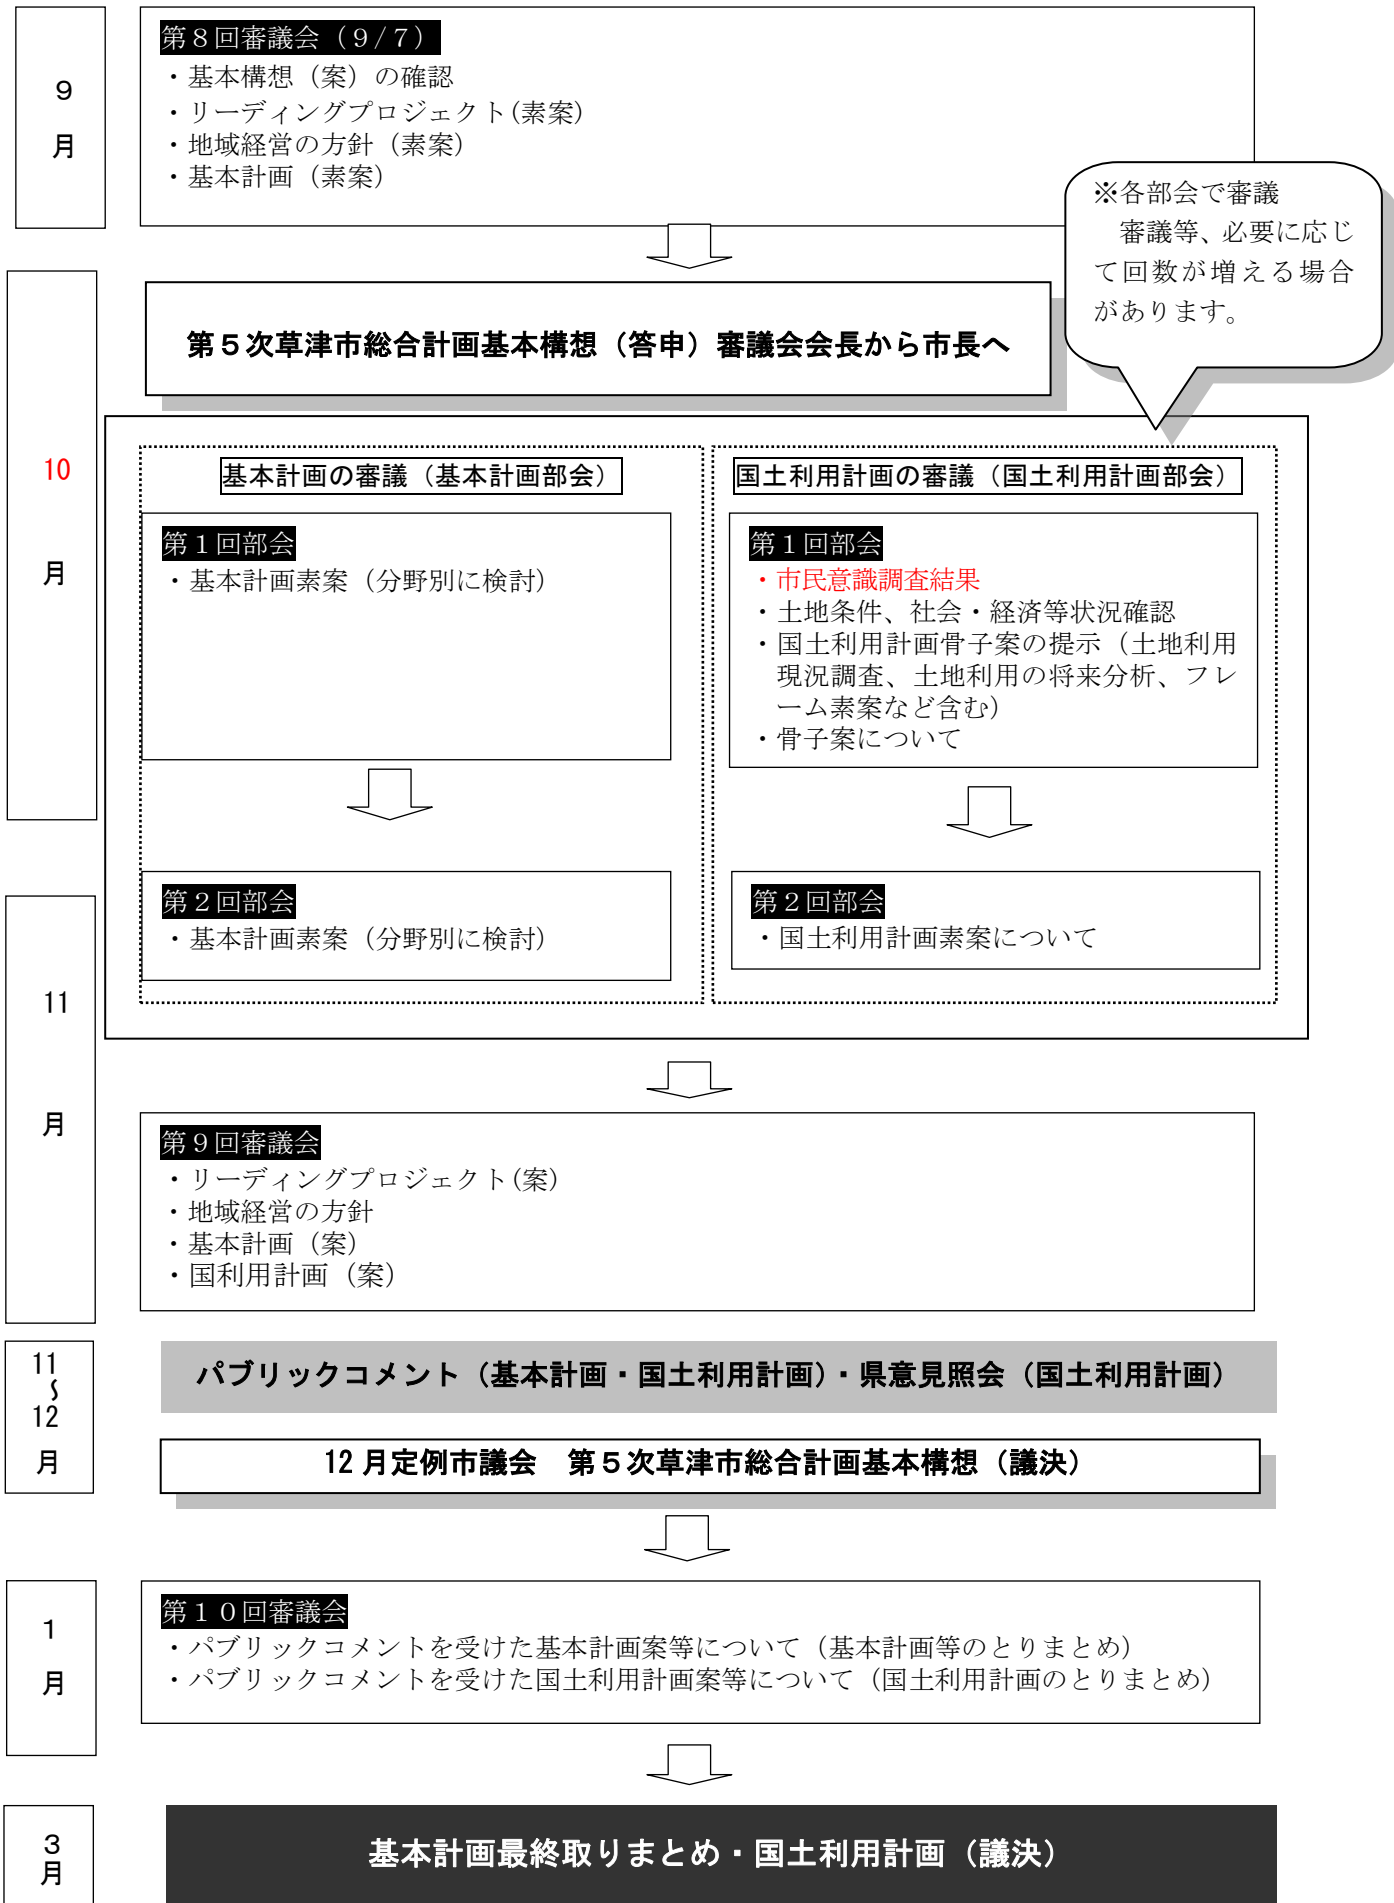 9
月
第８回審議会（９/７）
・基本構想（案）の確認
・リーディングプロジェクト(素案)
・地域経営の方針（素案）
・基本計画（素案）
※各部会で審議
審議等、必要に応じ
て回数が増える場合
があります。
10
月
第５次草津市総合計画基本構想（答申）審議会会長から市長へ
基本計画の審議（基本計画部会）
第１回部会
・基本計画素案（分野別に検討）
国土利用計画の審議（国土利用計画部会）
第１回部会
・市民意識調査結果
・土地条件、社会・経済等状況確認
・国土利用計画骨子案の提示（土地利用
現況調査、土地利用の将来分析、フレ
ーム素案など含む）
・骨子案について
11
月
第２回部会
・基本計画素案（分野別に検討）
第２回部会
・国土利用計画素案について
第９回審議会
・リーディングプロジェクト(案)
・地域経営の方針
・基本計画（案）
・国利用計画（案）
11
～
12
月
パブリックコメント（基本計画・国土利用計画）・県意見照会（国土利用計画）
12 月定例市議会　第５次草津市総合計画基本構想（議決）
1
月
第１０回審議会
・パブリックコメントを受けた基本計画案等について（基本計画等のとりまとめ）
・パブリックコメントを受けた国土利用計画案等について（国土利用計画のとりまとめ）
3
月
基本計画最終取りまとめ・国土利用計画（議決）